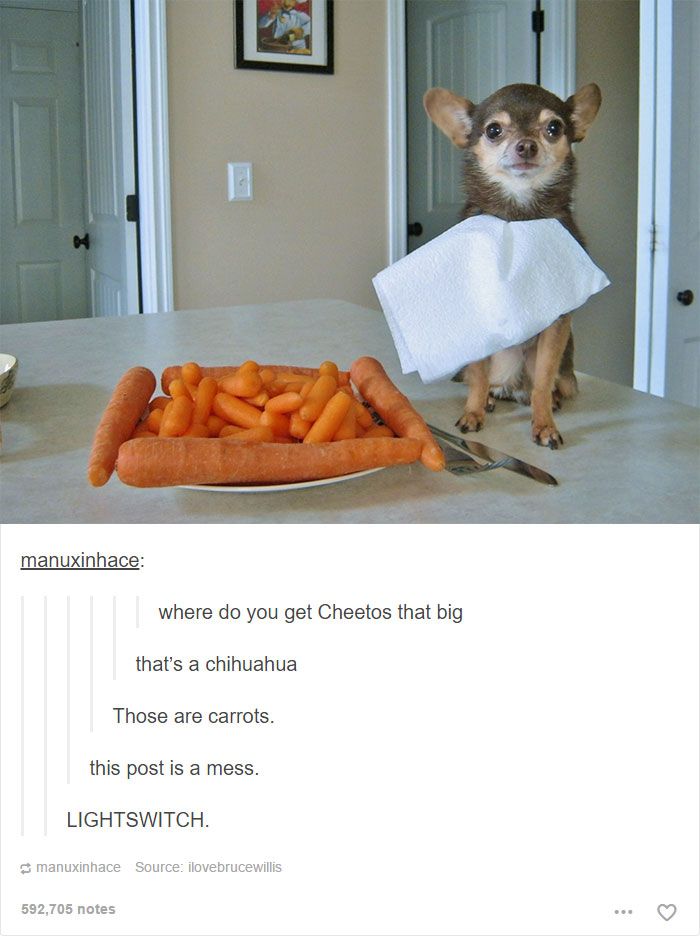 manuxinhace:
where do you get Cheetos that big
that's a chihuahua
Those are carrots.
this post is a mess.
LIGHTSWITCH.
manuxinhace Source: ilovebrucewillis
592,705 notes